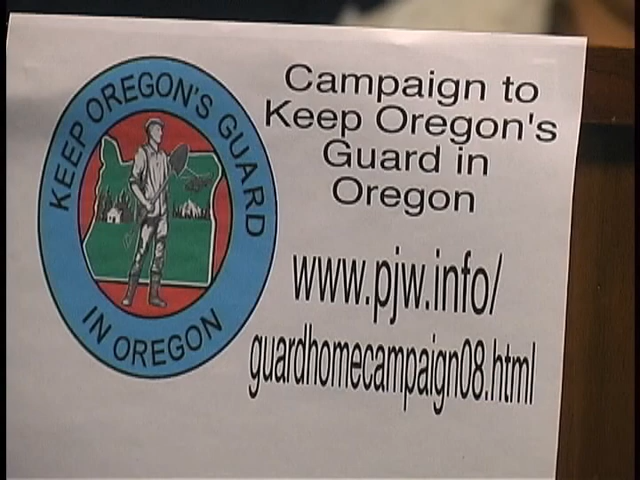 KEEP OREGON'S GUARD
IN OREGON
Campaign to
Keep Oregon's
Guard in
Oregon
www.pjw.info/
guardhomecampaign08.html